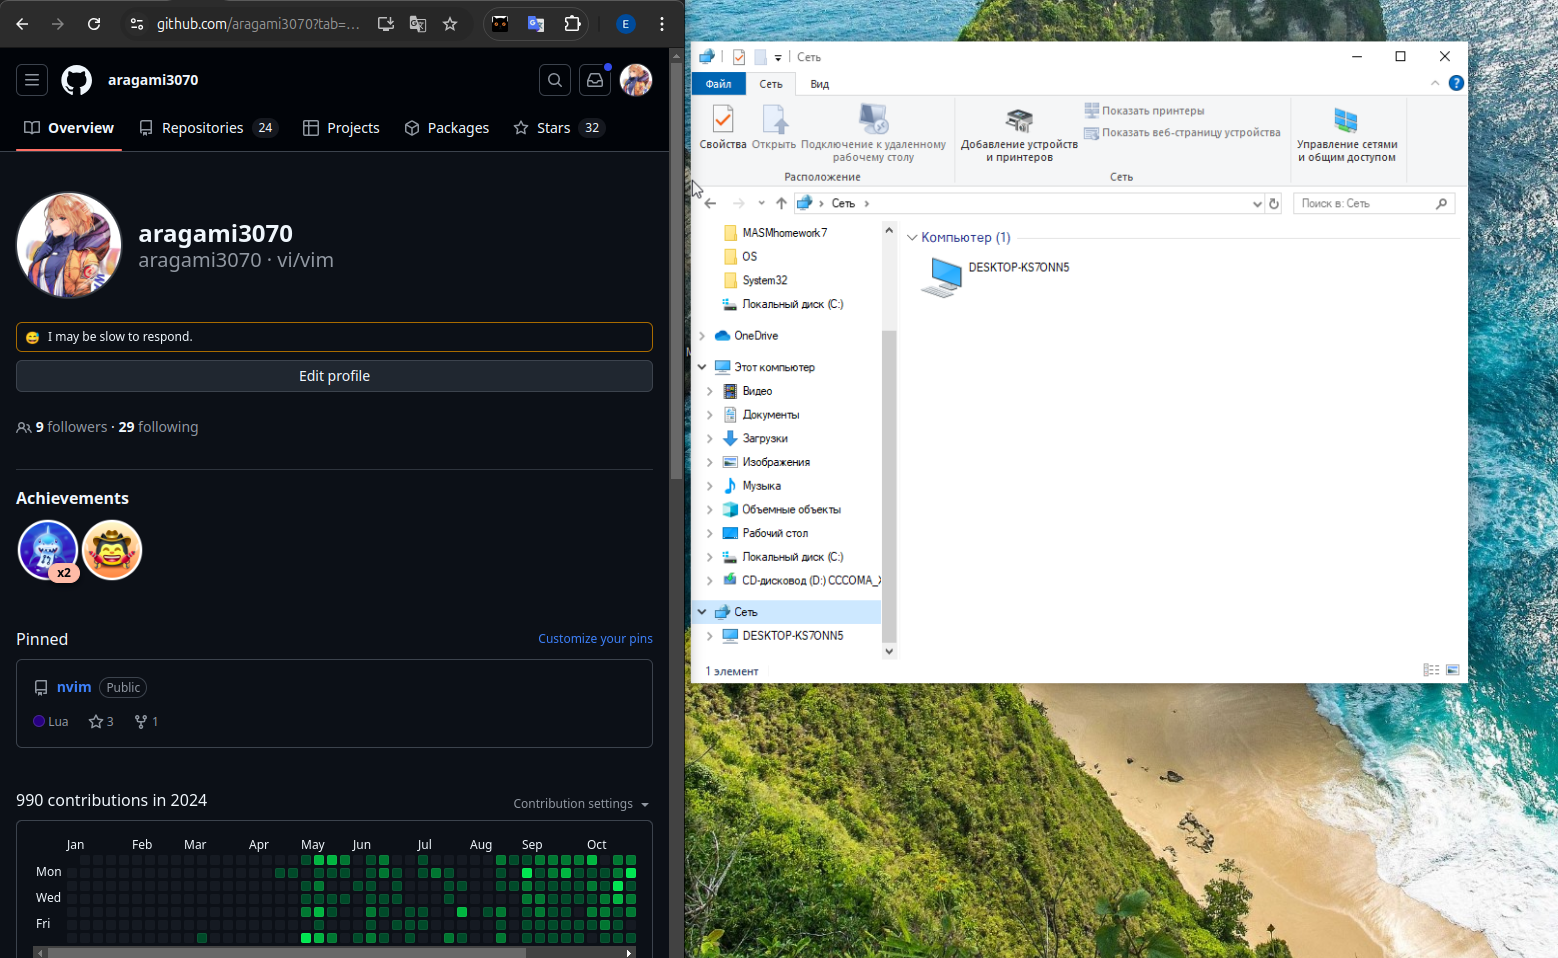 github.com/aragami3070?tab=...
E
aragami3070
Overview
Repositories 24
Projects
Packages
Stars 32
aragami3070
aragami3070 · vi/vim
I may be slow to respond.
Edit profile
9 followers · 29 following
Achievements
x2
Pinned
Customize your pins
nvim Public
Lua 3 1
990 contributions in 2024
Contribution settings
Jan Feb Mar Apr May Jun Jul Aug Sep Oct
Mon
Wed
Fri
Сеть
Файл Сеть Вид
?
Свойства
Открыть
Подключение к удаленному
рабочему столу
Расположение
Добавление устройств
и принтеров
Показать принтеры
Показать веб-страницу устройства
Сеть
Управление сетями
и общим доступом
Сеть
Поиск в: Сеть
MASMhomework7
OS
System32
Локальный диск (C:)
OneDrive
Этот компьютер
Видео
Документы
Загрузки
Изображения
Музыка
Объемные объекты
Рабочий стол
Локальный диск (C:)
CD-дисковод (D:) CCCOMA_
Сеть
DESKTOP-KS7ONN5
Компьютер (1)
DESKTOP-KS7ONN5
1 элемент